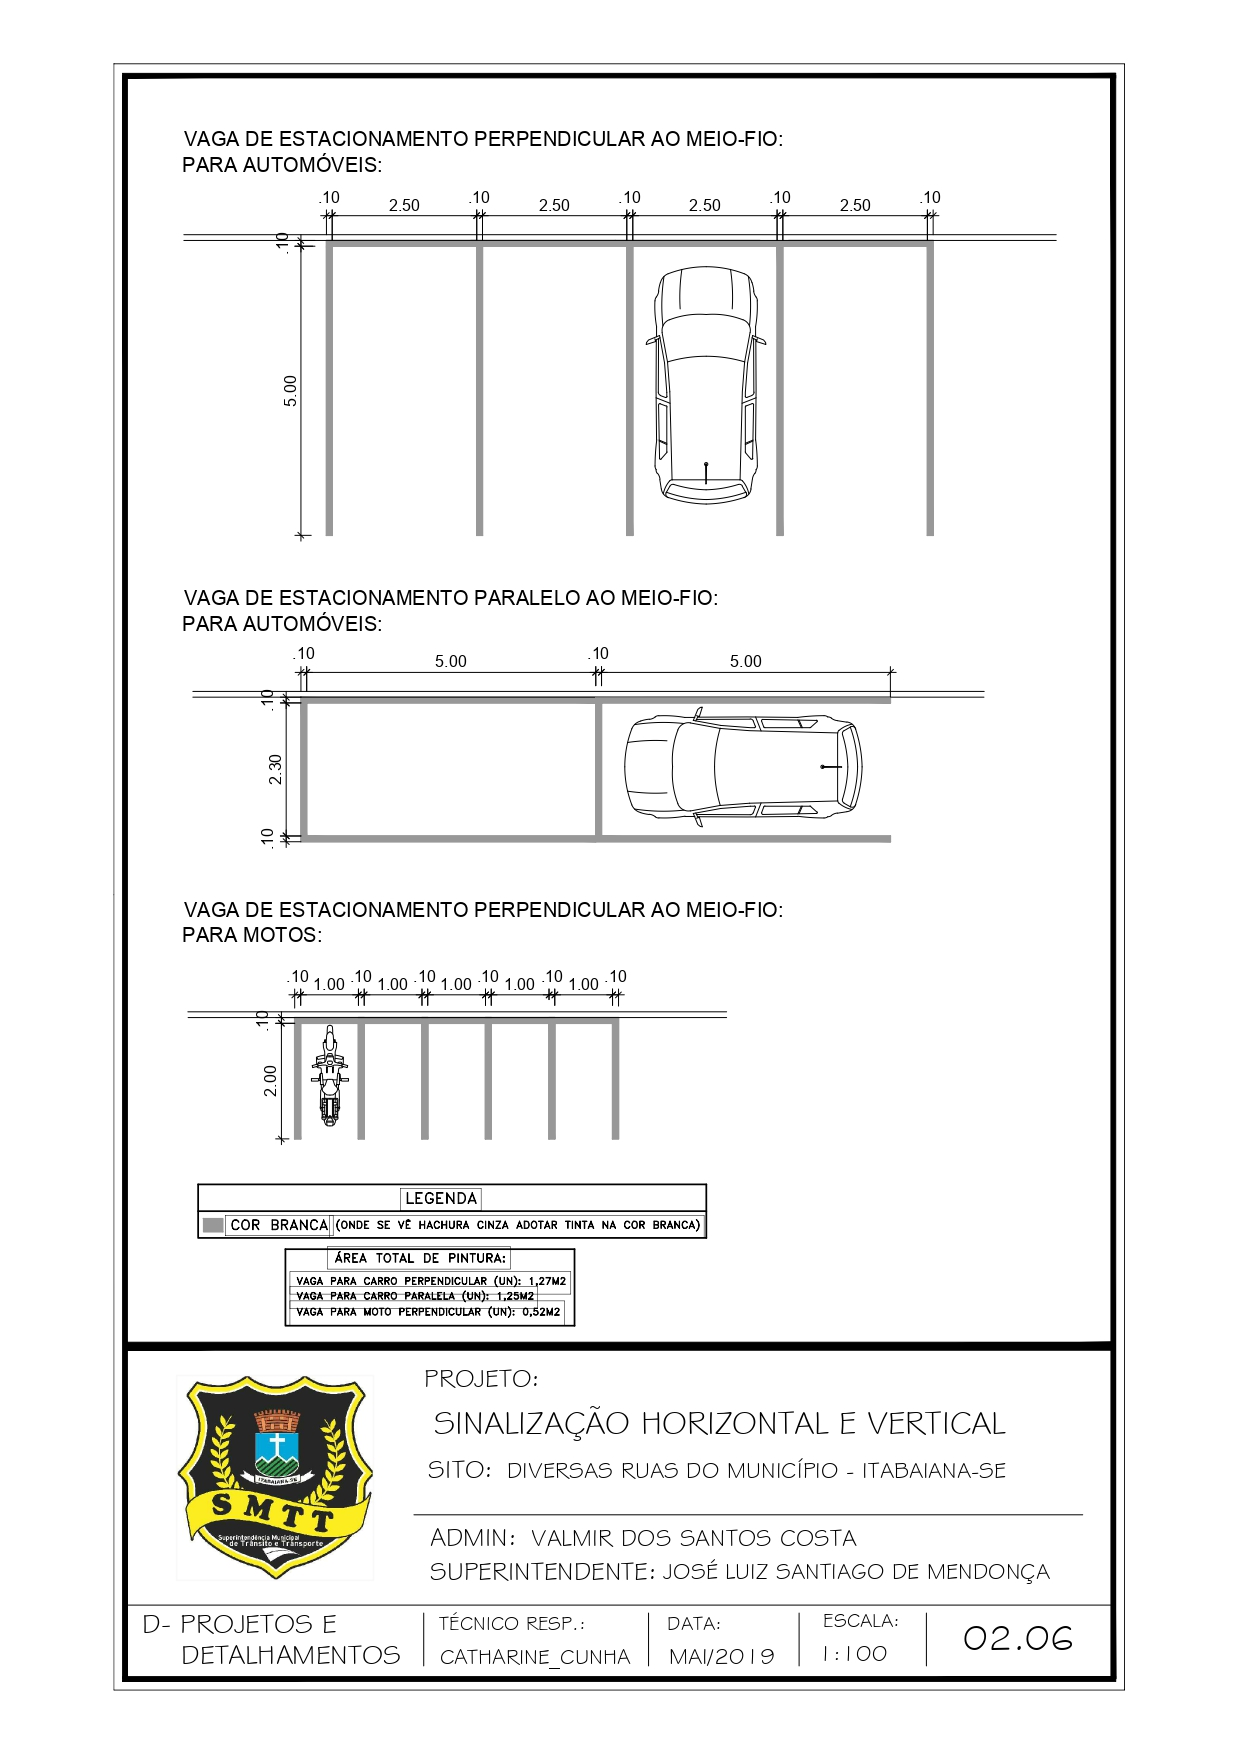 VAGA DE ESTACIONAMENTO PERPENDICULAR AO MEIO-FIO:
PARA AUTOMÓVEIS:
.10 2.50 .10 2.50 .10 2.50 .10 2.50 .10
.10
5.00
VAGA DE ESTACIONAMENTO PARALELO AO MEIO-FIO:
PARA AUTOMÓVEIS:
.10 5.00 .10 5.00
.10
2.30
.10
VAGA DE ESTACIONAMENTO PERPENDICULAR AO MEIO-FIO:
PARA MOTOS:
.10 1.00 .10 1.00 .10 1.00 .10 1.00 .10 1.00 .10
.10
2.00
LEGENDA
COR BRANCA (ONDE SE VÊ HACHURA CINZA ADOTAR TINTA NA COR BRANCA)
ÁREA TOTAL DE PINTURA:
VAGA PARA CARRO PERPENDICULAR (UN): 1,27M2
VAGA PARA CARRO PARALELA (UN): 1,25M2
VAGA PARA MOTO PERPENDICULAR (UN): 0,52M2
ITABAIANA-SE
SMTT
Superintendência Municipal
de Trânsito e Transporte
PROJETO:
SINALIZAÇÃO HORIZONTAL E VERTICAL
SITO: DIVERSAS RUAS DO MUNICÍPIO - ITABAIANA-SE
ADMIN: VALMIR DOS SANTOS COSTA
SUPERINTENDENTE: JOSÉ LUIZ SANTIAGO DE MENDONÇA
D- PROJETOS E
DETALHAMENTOS
TÉCNICO RESP.:
CATHARINE_CUNHA
DATA:
MAI/2019
ESCALA:
1:100
02.06